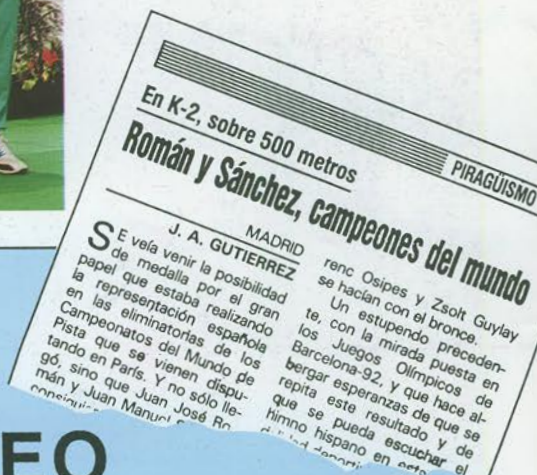 PIRAGÜISMO
En K-2, sobre 500 metros
Román y Sánchez, campeones del mundo
MADRID
J. A. GUTIERREZ
SE veía venir la posibilidad
de medalla por el gran
papel que estaba realizando
la representación española
en las eliminatorias de los
Campeonatos del Mundo de
Pista que se vienen dispu-
tando en París. Y no sólo lle-
gó, sino que Juan José Ro-
mán y Juan Manuel
renc Osipes y Zsolt Guylay
se hacían con el bronce.
Un estupendo preceden-
te, con la mirada puesta en
los Juegos Olímpicos de
Barcelona-92, y que hace al-
bergar esperanzas de que se
repita este resultado y de
que se pueda escuchar el
himno hispano en